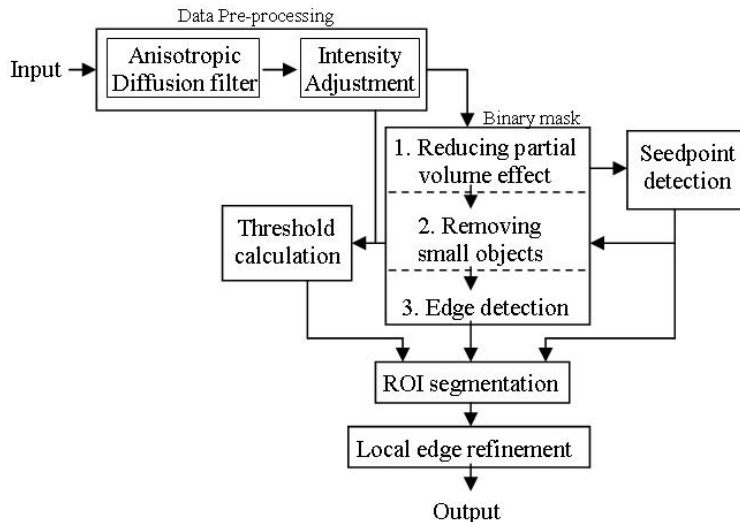 Data Pre-processing
Input
Anisotropic
Diffusion filter
Intensity
Adjustment
Binary mask
1. Reducing partial
volume effect
Seedpoint
detection
2. Removing
small objects
Threshold
calculation
3. Edge detection
ROI segmentation
Local edge refinement
Output